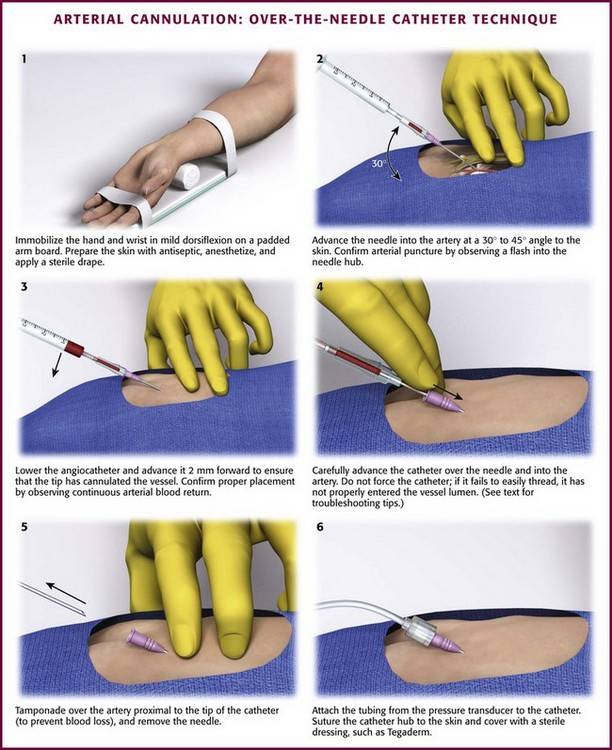 ARTERIAL CANNULATION: OVER-THE-NEEDLE CATHETER TECHNIQUE
1
Immobilize the hand and wrist in mild dorsiflexion on a padded
arm board. Prepare the skin with antiseptic, anesthetize, and
apply a sterile drape.
2
30°
Advance the needle into the artery at a 30° to 45° angle to the
skin. Confirm arterial puncture by observing a flash into the
needle hub.
3
Lower the angiocatheter and advance it 2 mm forward to ensure
that the tip has cannulated the vessel. Confirm proper placement
by observing continuous arterial blood return.
4
Carefully advance the catheter over the needle and into the
artery. Do not force the catheter; if it fails to easily thread, it has
not properly entered the vessel lumen. (See text for
troubleshooting tips.)
5
Tamponade over the artery proximal to the tip of the catheter
(to prevent blood loss), and remove the needle.
6
Attach the tubing from the pressure transducer to the catheter.
Suture the catheter hub to the skin and cover with a sterile
dressing, such as Tegaderm.